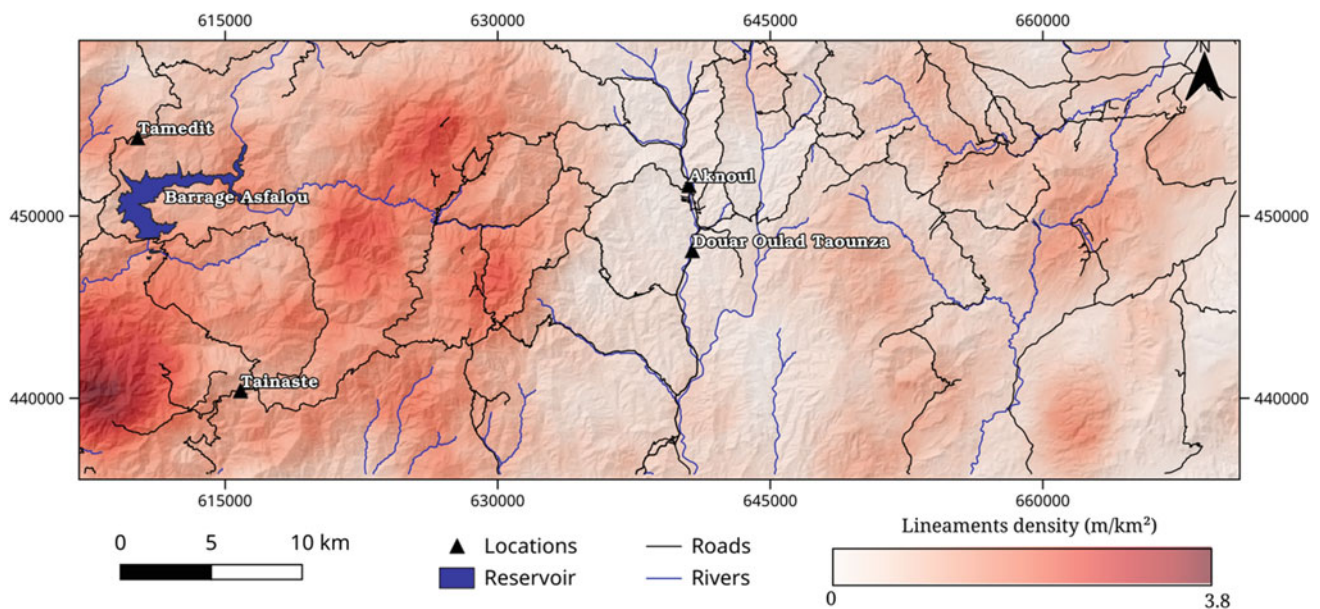 615000 630000 645000 660000
N
Tamedit
Aknoul
Barrage Asfalou
450000 450000
Douar Oulad Taounza
Tainaste
440000 440000
615000 630000 645000 660000
Lineaments density (m/km²)
0 5 10 km
Locations
Roads
Reservoir
Rivers
0 3.8